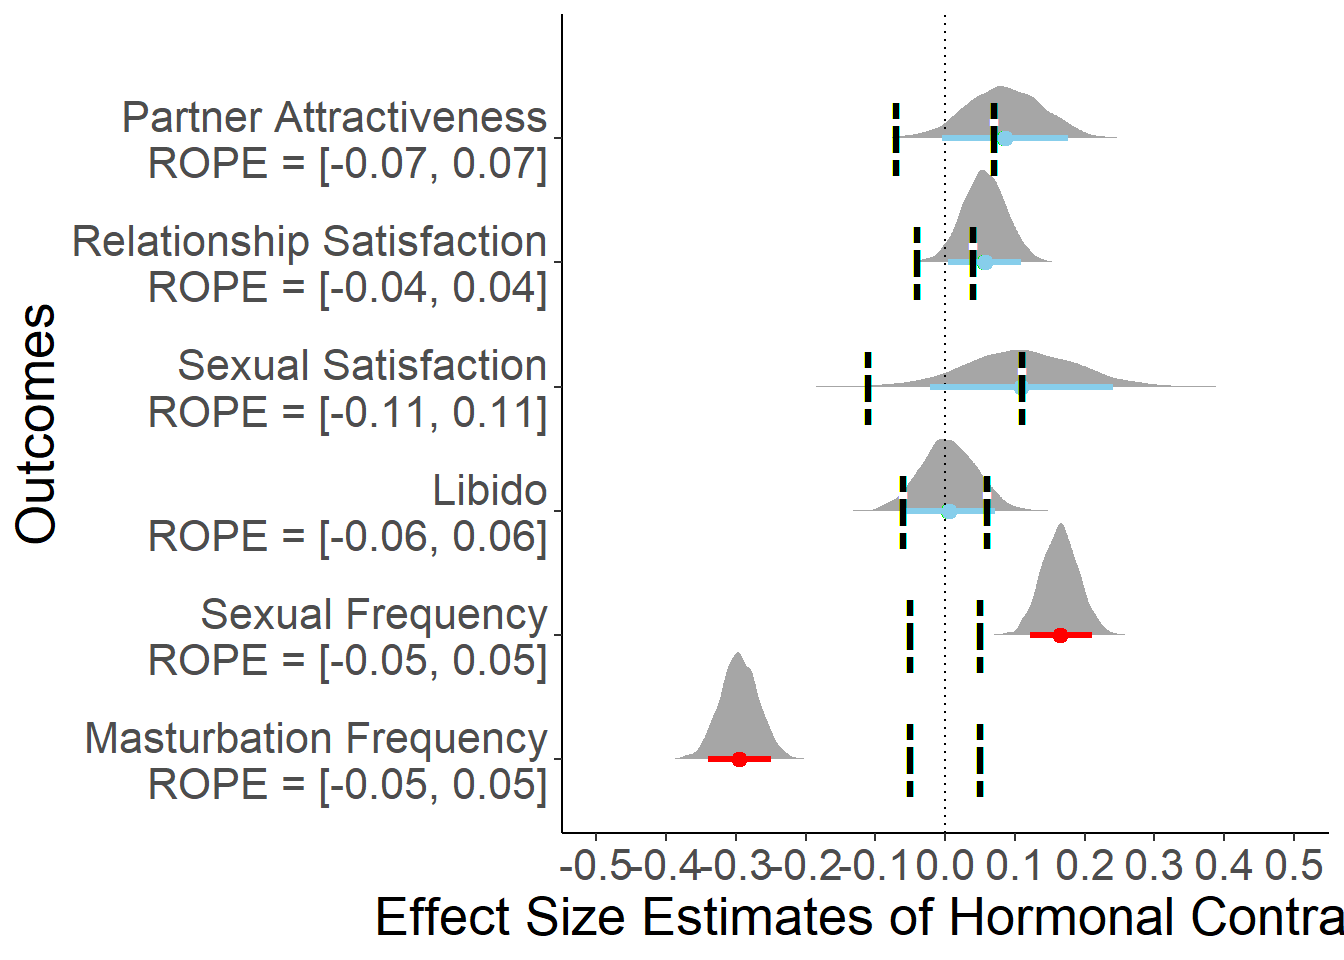 Partner Attractiveness
ROPE = [-0.07, 0.07]
Relationship Satisfaction
ROPE = [-0.04, 0.04]
Sexual Satisfaction
ROPE = [-0.11, 0.11]
Libido
ROPE = [-0.06, 0.06]
Sexual Frequency
ROPE = [-0.05, 0.05]
Masturbation Frequency
ROPE = [-0.05, 0.05]
Outcomes
-0.5 -0.4 -0.3 -0.2 -0.1 0.0 0.1 0.2 0.3 0.4 0.5
Effect Size Estimates of Hormonal Contra